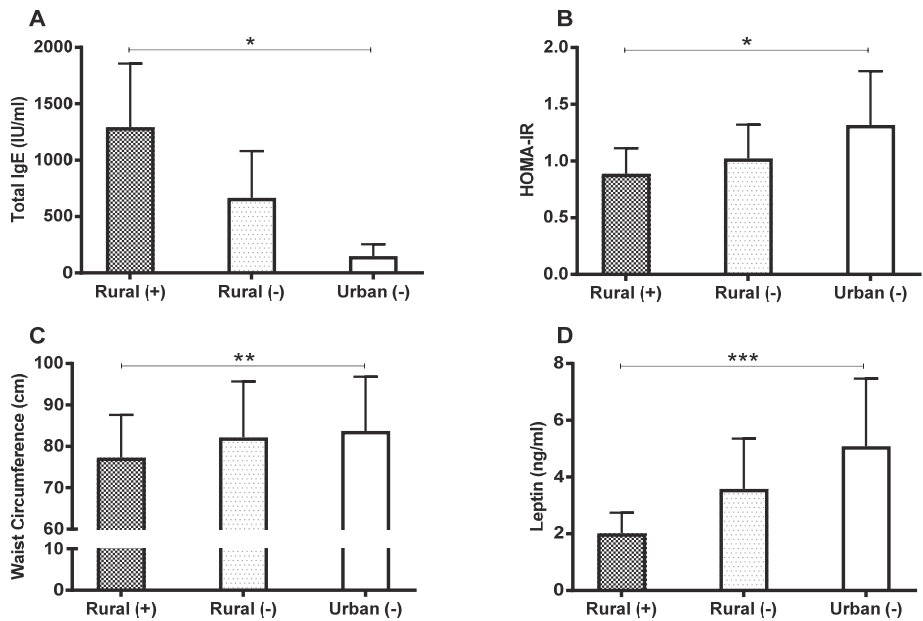 A
*
Total IgE (IU/ml)
2000
1500
1000
500
0
Rural (+) Rural (-) Urban (-)
B
*
HOMA-IR
2.0
1.5
1.0
0.5
0.0
Rural (+) Rural (-) Urban (-)
C
**
Waist Circumference (cm)
100
90
80
70
60
10
0
Rural (+) Rural (-) Urban (-)
D
***
Leptin (ng/ml)
8
6
4
2
0
Rural (+) Rural (-) Urban (-)